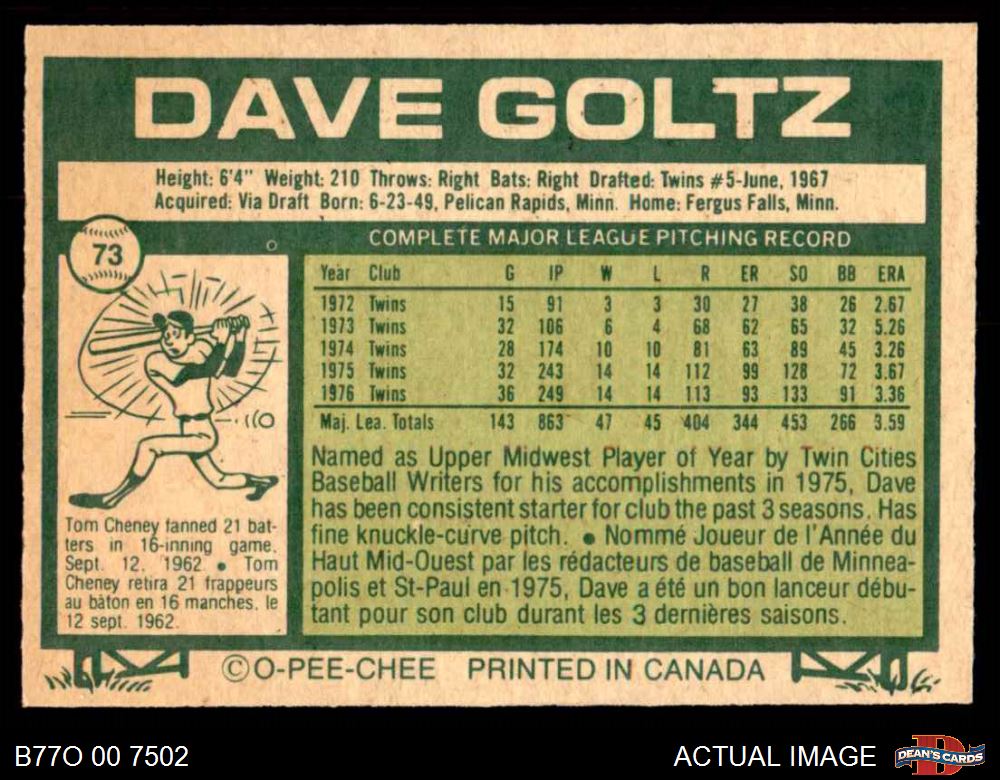 DAVE GOLTZ
Height: 6'4" Weight: 210 Throws: Right Bats: Right Drafted: Twins #5-June, 1967
Acquired: Via Draft Born: 6-23-49, Pelican Rapids, Minn. Home: Fergus Falls, Minn.
73
COMPLETE MAJOR LEAGUE PITCHING RECORD
Year Club G IP W L R ER SO BB ERA
1972 Twins 15 91 3 3 30 27 38 26 2.67
1973 Twins 32 106 6 4 68 62 65 32 5.26
1974 Twins 28 174 10 10 81 63 89 45 3.26
1975 Twins 32 243 14 14 112 99 128 72 3.67
1976 Twins 36 249 14 14 113 93 133 91 3.36
Maj. Lea. Totals 143 863 47 45 404 344 453 266 3.59
Tom Cheney fanned 21 bat-
ters in 16-inning game,
Sept. 12, 1962. ● Tom
Cheney retira 21 frappeurs
au bâton en 16 manches, le
12 sept. 1962.
Named as Upper Midwest Player of Year by Twin Cities
Baseball Writers for his accomplishments in 1975, Dave
has been consistent starter for club the past 3 seasons. Has
fine knuckle-curve pitch. ● Nommé Joueur de l'Année du
Haut Mid-Ouest par les rédacteurs de baseball de Minnea-
polis et St-Paul en 1975, Dave a été un bon lanceur débu-
tant pour son club durant les 3 dernières saisons.
©O-PEE-CHEE PRINTED IN CANADA
B77O 00 7502
ACTUAL IMAGE
DEAN'S CARDS